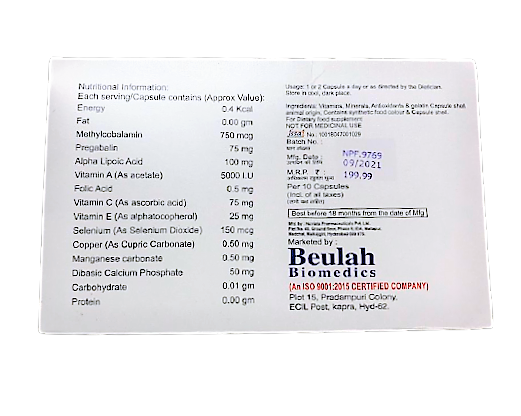 Nutritional Information:
Each serving/Capsule contains (Approx Value):
Energy 0.4 Kcal
Fat 0.00 gm
Methylcobalamin 750 mcg
Pregabalin 75 mg
Alpha Lipoic Acid 100 mg
Vitamin A (As acetate) 5000 I.U
Folic Acid 0.5 mg
Vitamin C (As ascorbic acid) 75 mg
Vitamin E (As alphatocopherol) 25 mg
Selenium (As Selenium Dioxide) 150 mcg
Copper (As Cupric Carbonate) 0.50 mg
Manganese carbonate 0.50 mg
Dibasic Calcium Phosphate 50 mg
Carbohydrate 0.01 gm
Protein 0.00 gm
Usage: 1 or 2 Capsule a day or as directed by the Dietician.
Store in cool, dark place.
Ingredients: Vitamins, Minerals, Antioxidants & gelatin Capsule shell
animal origin. Contains synthetic food colour & Capsule shell.
For Dietary food supplement
NOT FOR MEDICINAL USE
fssai No.: 10018047001029
Batch No. : NPF.9769
Mfg. Date : 09/2021
M.R.P. ₹ : 199.99
Per 10 Capsules
(Incl. of all taxes)
Best before 18 months from the date of Mfg
Marketed by :
Beulah
Biomedics
(An ISO 9001:2015 CERTIFIED COMPANY)
Plot 15, Pradampuri Colony,
ECIL Post, kapra, Hyd-62.